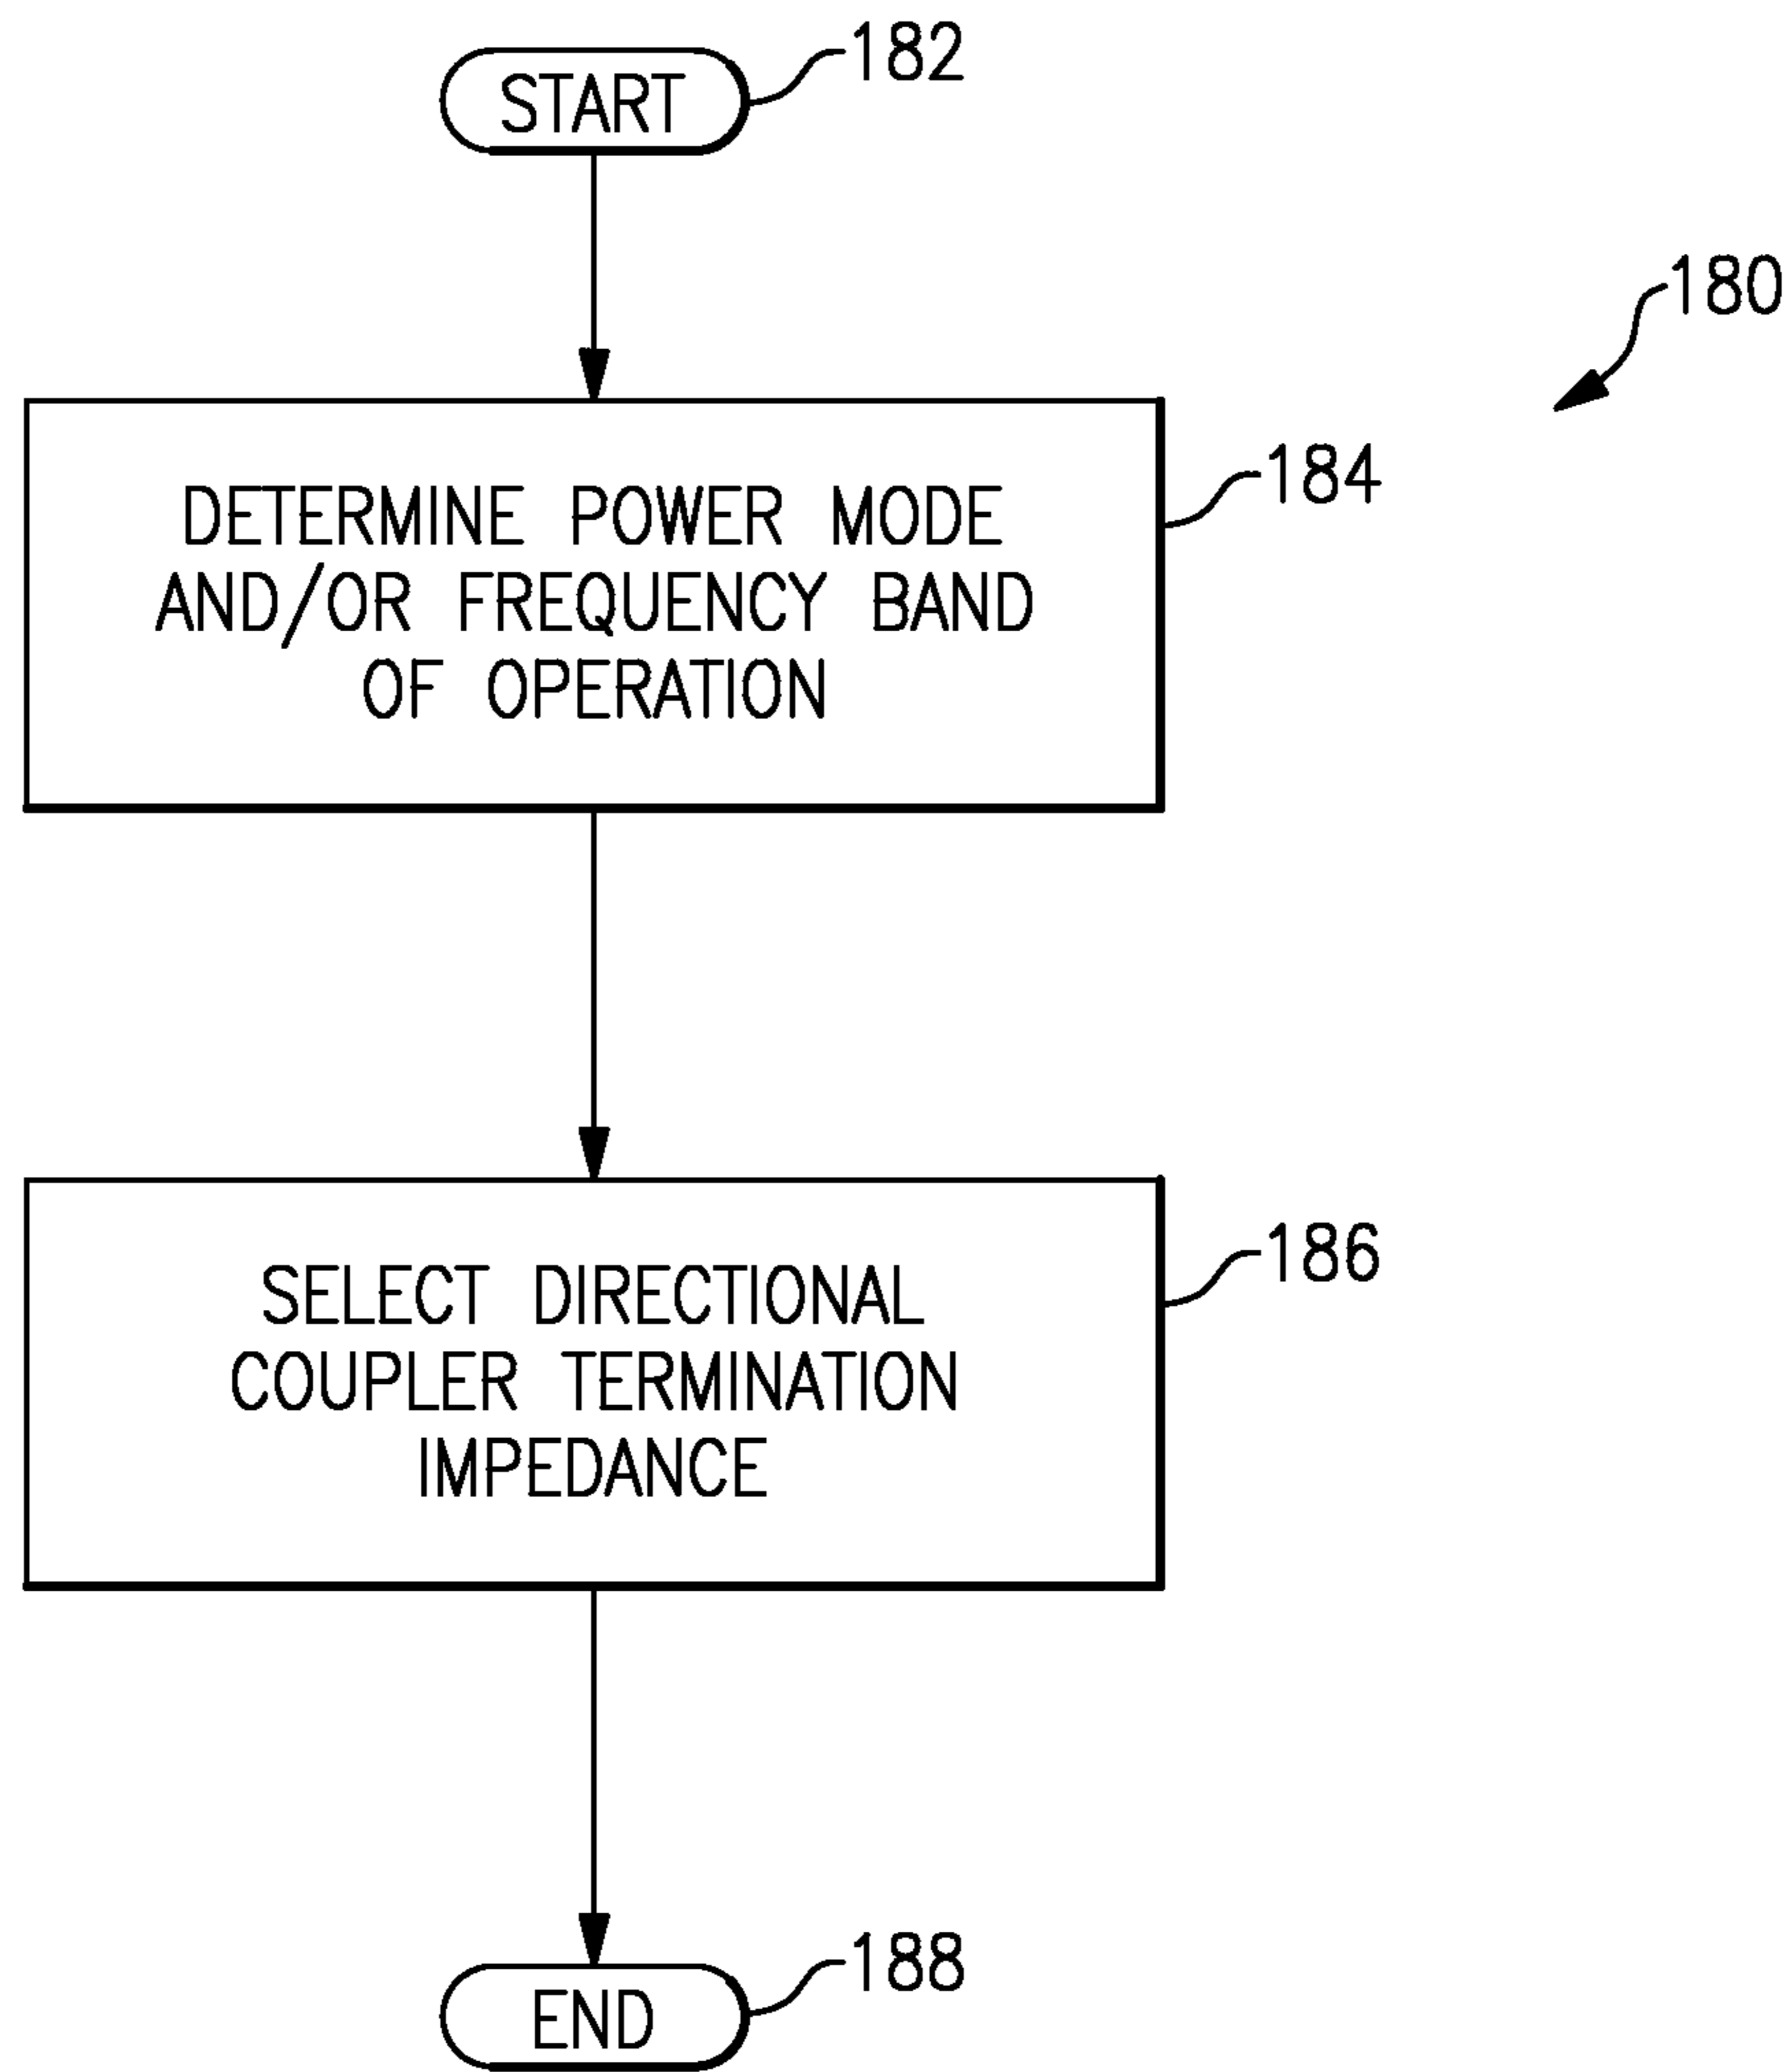 START
182
180
DETERMINE POWER MODE
AND/OR FREQUENCY BAND
OF OPERATION
184
SELECT DIRECTIONAL
COUPLER TERMINATION
IMPEDANCE
186
END
188